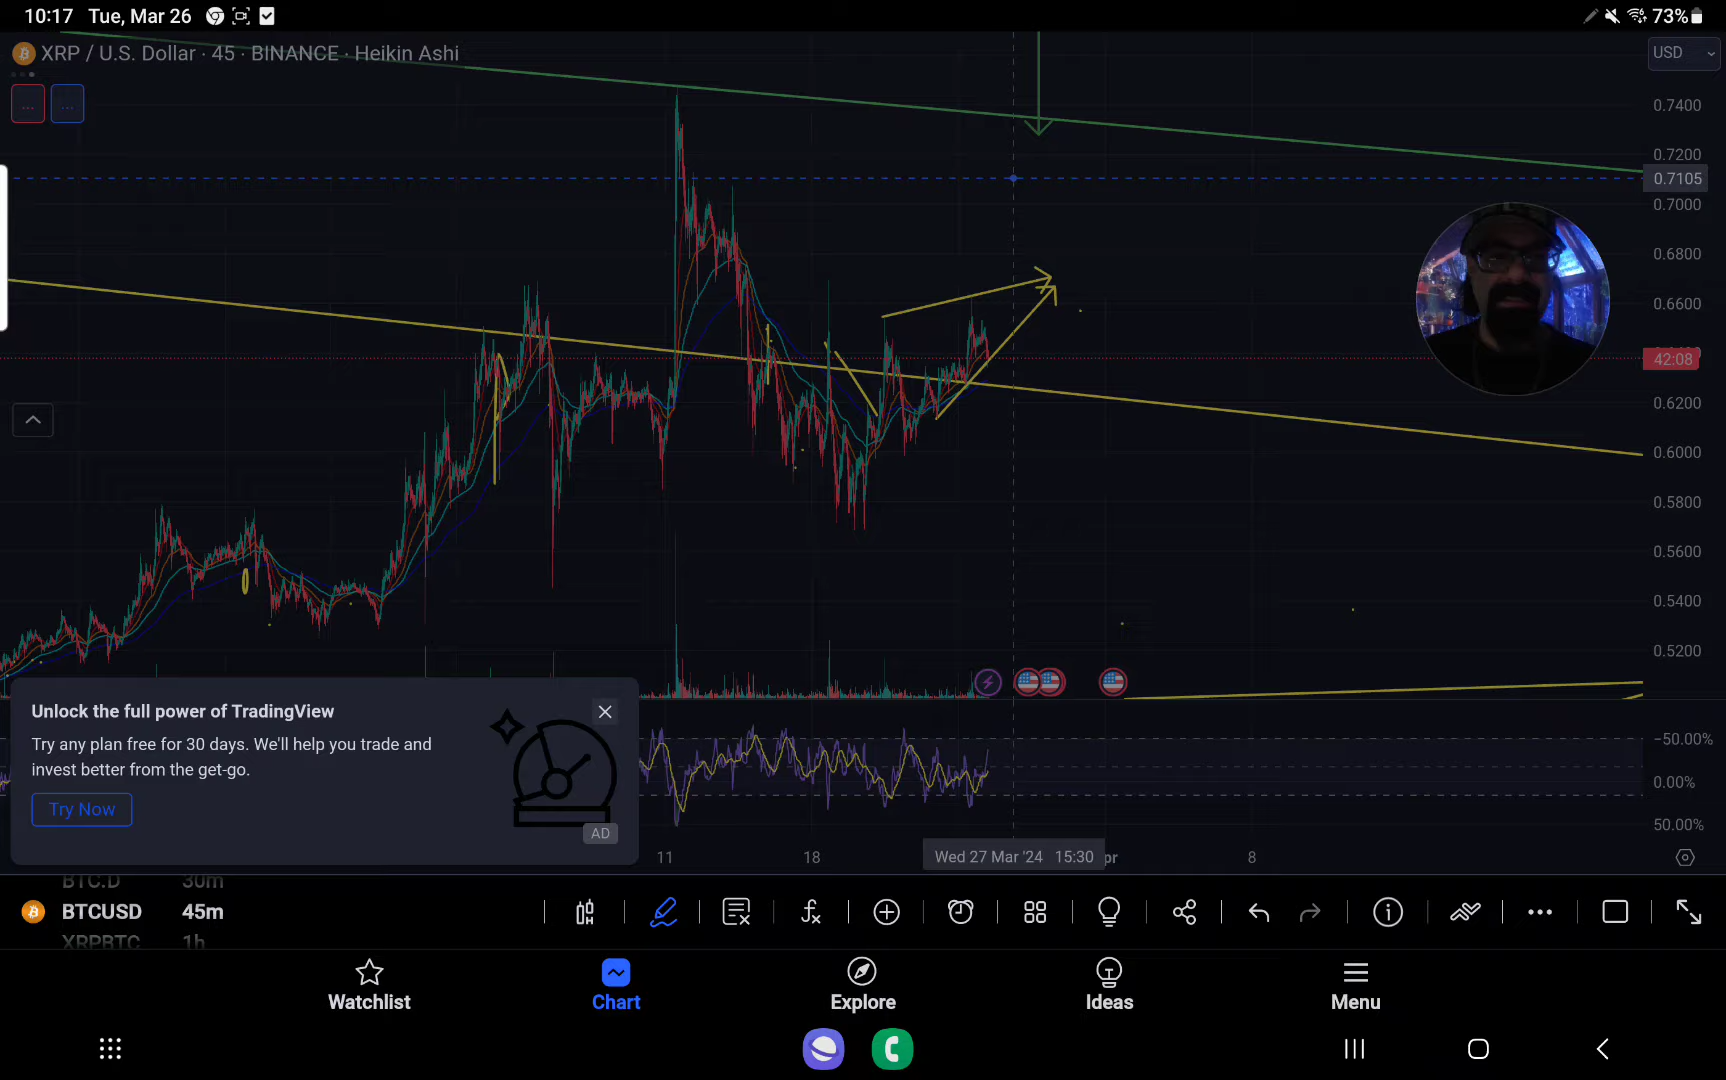 10:17 Tue, Mar 26
73%
XRP / U.S. Dollar · 45 · BINANCE · Heikin Ashi
USD
...
...
0.7400
0.7200
0.7105
0.7000
0.6800
0.6600
42:08
0.6200
0.6000
0.5800
0.5600
0.5400
0.5200
Unlock the full power of TradingView
Try any plan free for 30 days. We'll help you trade and
invest better from the get-go.
Try Now
AD
−50.00%
0.00%
50.00%
11
18
Wed 27 Mar '24 15:30
pr
8
BTC.D 30m
BTCUSD 45m
XRPBTC 1h
Watchlist
Chart
Explore
Ideas
Menu